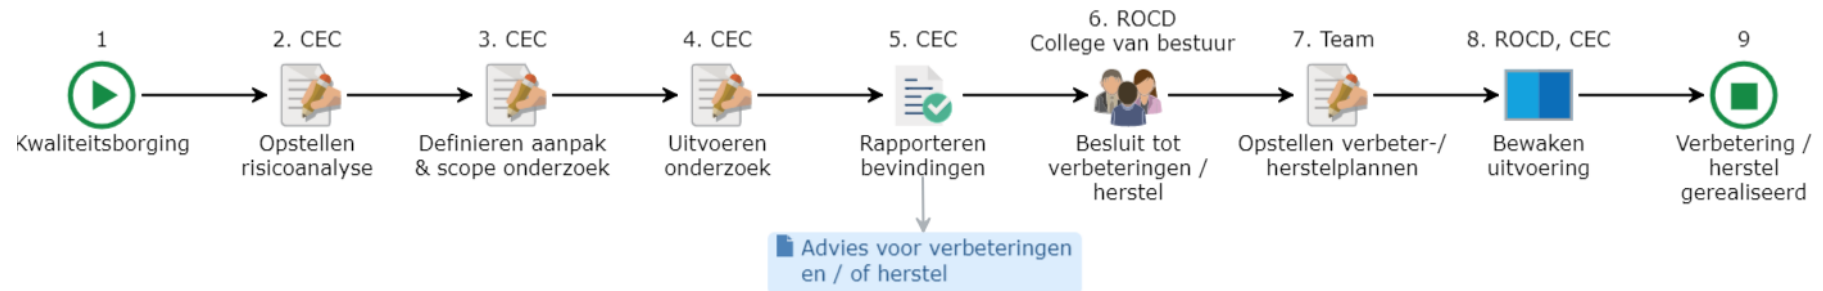 1
Kwaliteitsborging
2. CEC
Opstellen
risicoanalyse
3. CEC
Definieren aanpak
& scope onderzoek
4. CEC
Uitvoeren
onderzoek
5. CEC
Rapporteren
bevindingen
Advies voor verbeteringen
en / of herstel
6. ROCD
College van bestuur
Besluit tot
verbeteringen /
herstel
7. Team
Opstellen verbeter-/
herstelplannen
8. ROCD, CEC
Bewaken
uitvoering
9
Verbetering /
herstel
gerealiseerd